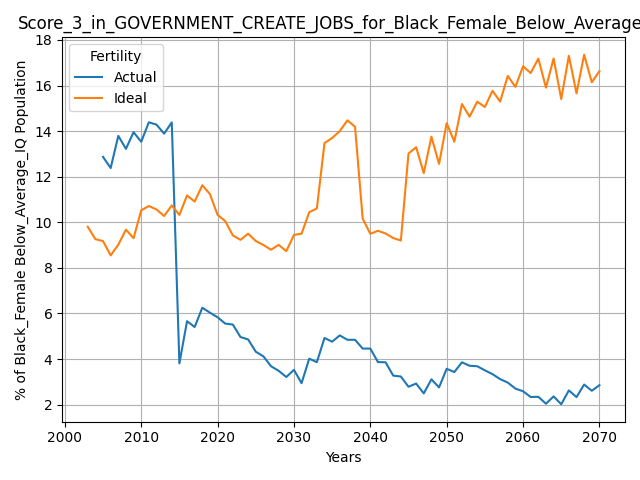 Score_3_in_GOVERNMENT_CREATE_JOBS_for_Black_Female_Below_Average
% of Black_Female Below_Average_IQ Population
Fertility
Actual
Ideal
18
16
14
12
10
8
6
4
2
2000 2010 2020 2030 2040 2050 2060 2070
Years